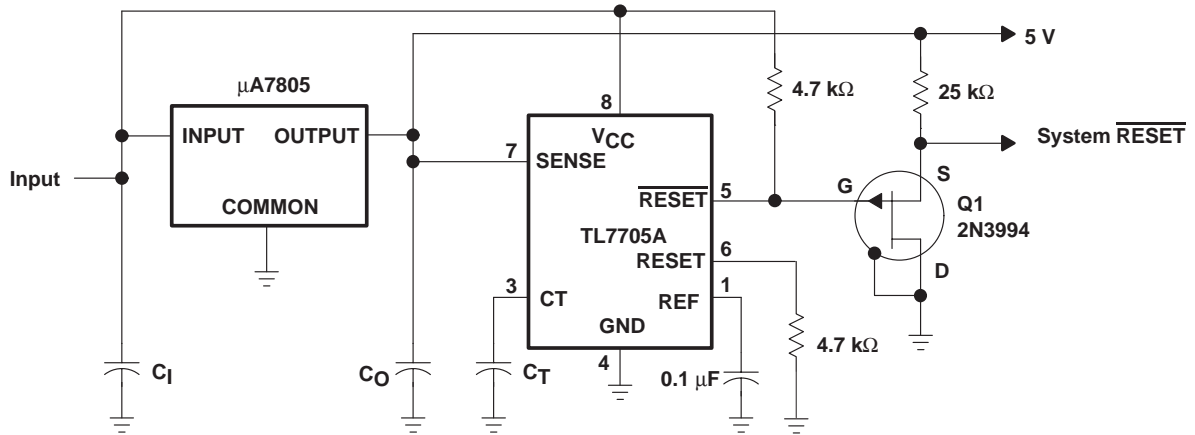 5 V
μA7805
4.7 kΩ
25 kΩ
8
INPUT OUTPUT
VCC
System RESET
7
SENSE
Input
S
G
RESET
5
Q1
2N3994
COMMON
TL7705A
RESET
6
D
3
CT
REF
1
GND
4.7 kΩ
CI
CO
CT
4
0.1 μF